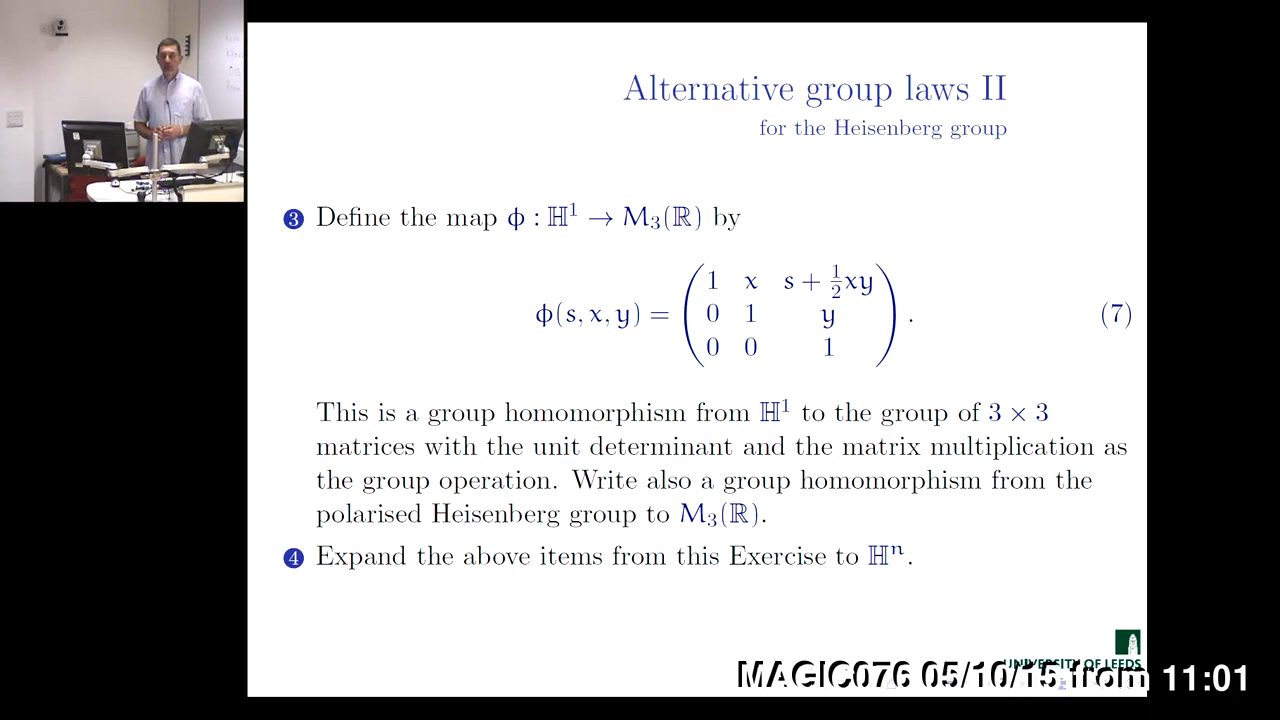 Alternative group laws II
for the Heisenberg group
3 Define the map ϕ : ℍ¹ → M₃(ℝ) by
ϕ(s, x, y) = ( 1 x s + ½xy
0 1 y
0 0 1 ) . (7)
This is a group homomorphism from ℍ¹ to the group of 3 × 3
matrices with the unit determinant and the matrix multiplication as
the group operation. Write also a group homomorphism from the
polarised Heisenberg group to M₃(ℝ).
4 Expand the above items from this Exercise to ℍⁿ.
UNIVERSITY OF LEEDS
MAGIC076 05/10/15 from 11:01